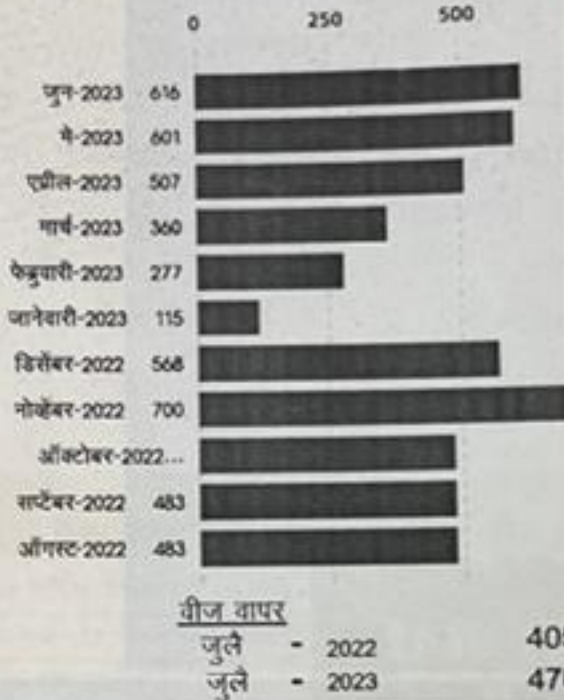 0 250 500
जुन-2023 616
मे-2023 601
एप्रील-2023 507
मार्च-2023 360
फेब्रुवारी-2023 277
जानेवारी-2023 115
डिसेंबर-2022 568
नोव्हेंबर-2022 700
ऑक्टोबर-2022...
सप्टेंबर-2022 483
ऑगस्ट-2022 483
वीज वापर
जुलै - 2022
जुलै - 2023